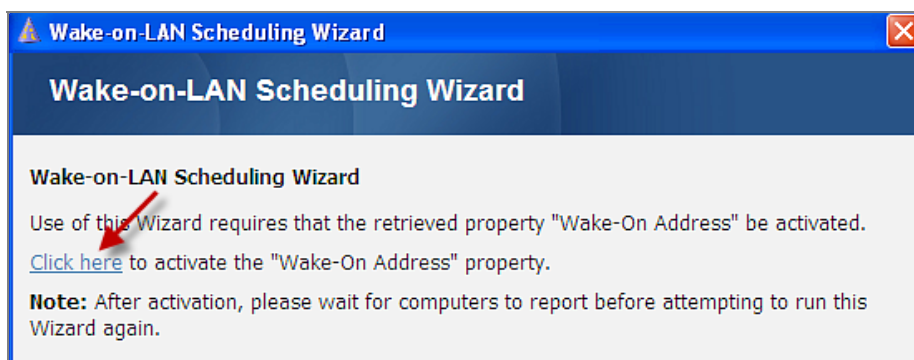 Wake-on-LAN Scheduling Wizard
Wake-on-LAN Scheduling Wizard
Wake-on-LAN Scheduling Wizard
Use of this Wizard requires that the retrieved property "Wake-On Address" be activated.
Click here to activate the "Wake-On Address" property.
Note: After activation, please wait for computers to report before attempting to run this
Wizard again.